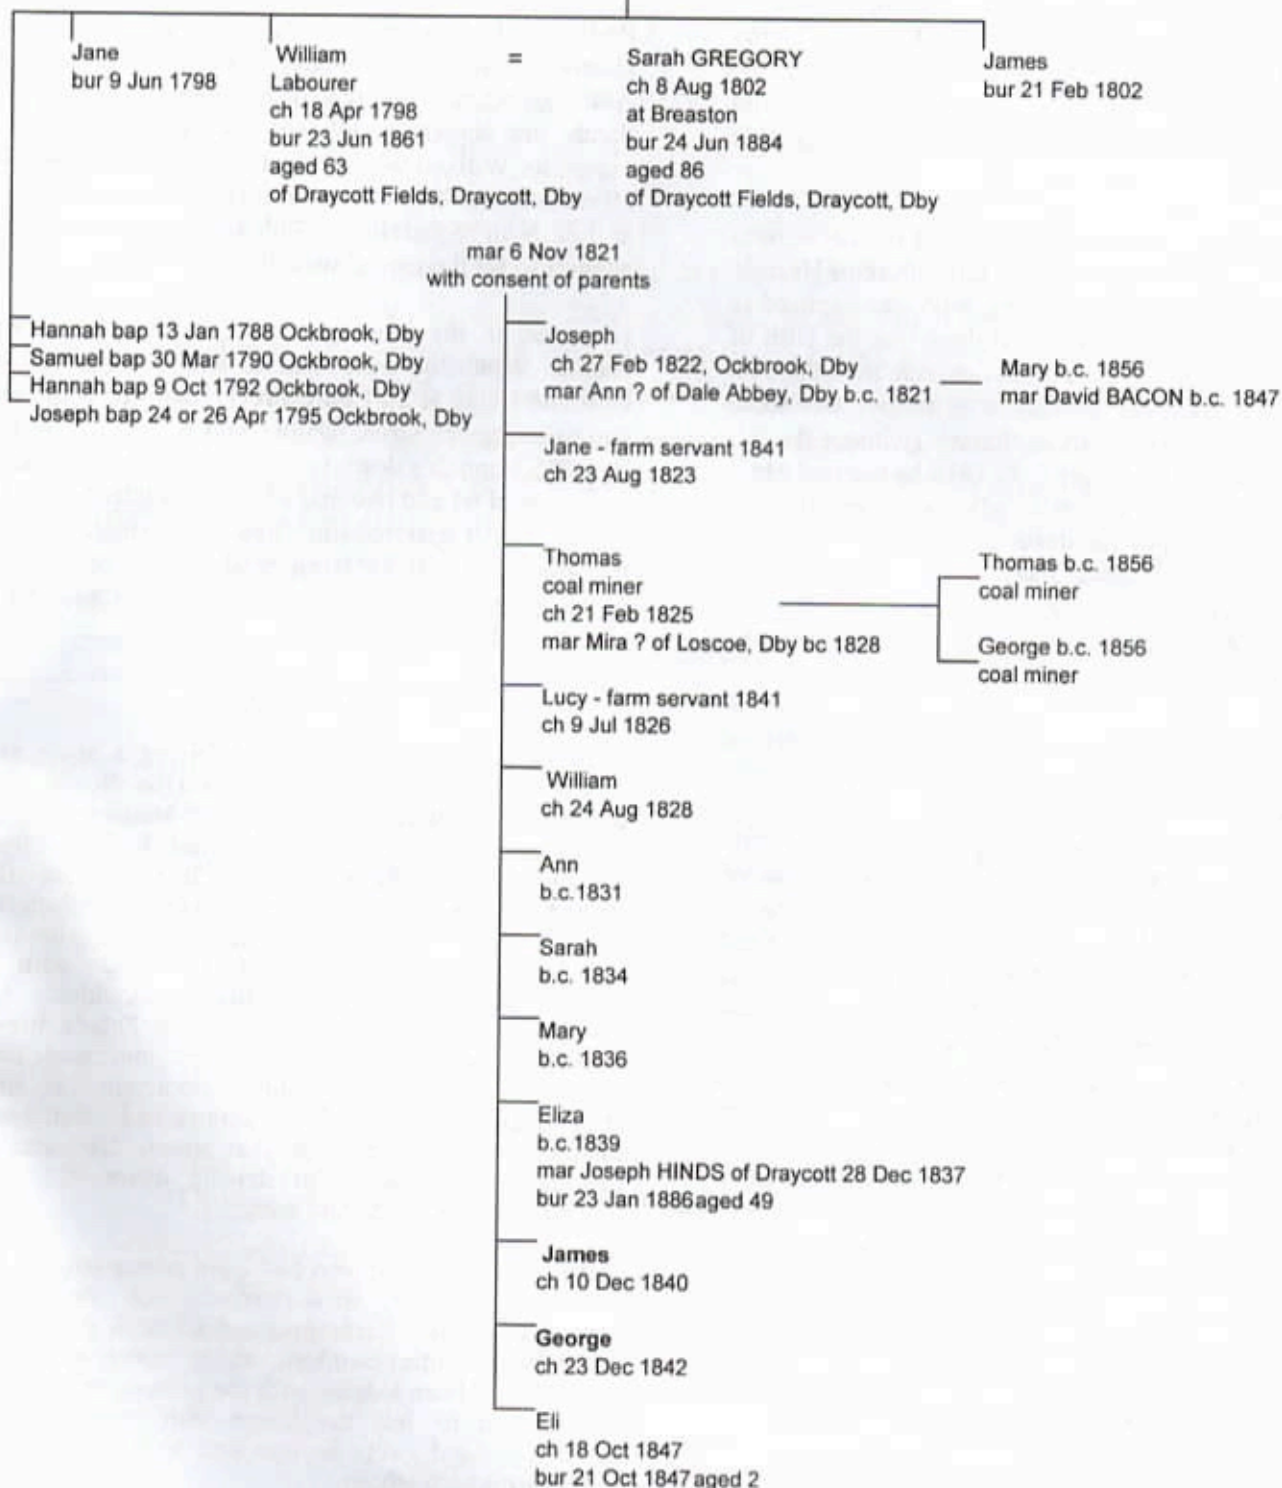 Jane
bur 9 Jun 1798
William
Labourer
ch 18 Apr 1798
bur 23 Jun 1861
aged 63
of Draycott Fields, Draycott, Dby
=
Sarah GREGORY
ch 8 Aug 1802
at Breaston
bur 24 Jun 1884
aged 86
of Draycott Fields, Draycott, Dby
James
bur 21 Feb 1802
mar 6 Nov 1821
with consent of parents
Hannah bap 13 Jan 1788 Ockbrook, Dby
Samuel bap 30 Mar 1790 Ockbrook, Dby
Hannah bap 9 Oct 1792 Ockbrook, Dby
Joseph bap 24 or 26 Apr 1795 Ockbrook, Dby
Joseph
ch 27 Feb 1822, Ockbrook, Dby
mar Ann ? of Dale Abbey, Dby b.c. 1821
Mary b.c. 1856
mar David BACON b.c. 1847
Jane - farm servant 1841
ch 23 Aug 1823
Thomas
coal miner
ch 21 Feb 1825
mar Mira ? of Loscoe, Dby bc 1828
Thomas b.c. 1856
coal miner
George b.c. 1856
coal miner
Lucy - farm servant 1841
ch 9 Jul 1826
William
ch 24 Aug 1828
Ann
b.c.1831
Sarah
b.c. 1834
Mary
b.c. 1836
Eliza
b.c.1839
mar Joseph HINDS of Draycott 28 Dec 1837
bur 23 Jan 1886aged 49
James
ch 10 Dec 1840
George
ch 23 Dec 1842
Eli
ch 18 Oct 1847
bur 21 Oct 1847aged 2